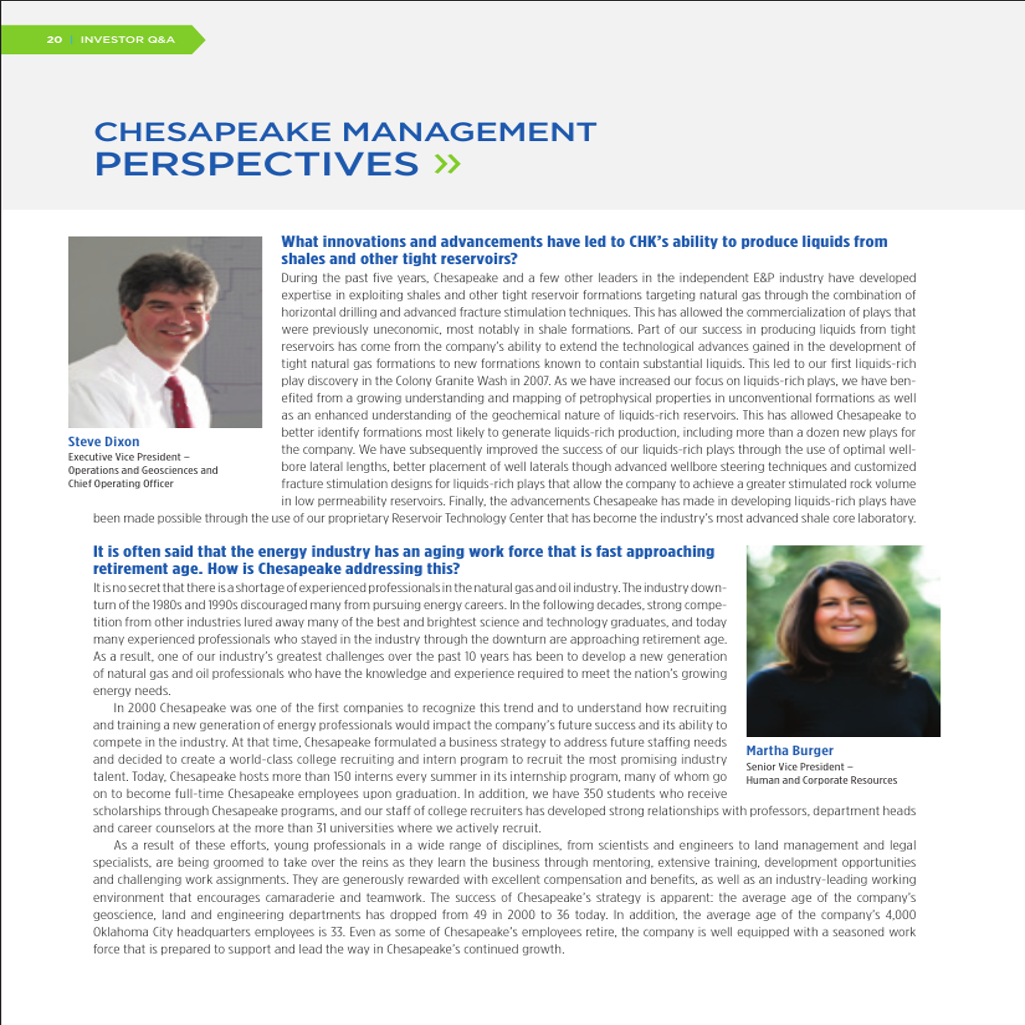 20 | INVESTOR Q&A
CHESAPEAKE MANAGEMENT
PERSPECTIVES »
What innovations and advancements have led to CHK's ability to produce liquids from
shales and other tight reservoirs?
During the past five years, Chesapeake and a few other leaders in the independent E&P industry have developed
expertise in exploiting shales and other tight reservoir formations targeting natural gas through the combination of
horizontal drilling and advanced fracture stimulation techniques. This has allowed the commercialization of plays that
were previously uneconomic, most notably in shale formations. Part of our success in producing liquids from tight
reservoirs has come from the company's ability to extend the technological advances gained in the development of
tight natural gas formations to new formations known to contain substantial liquids. This led to our first liquids-rich
play discovery in the Colony Granite Wash in 2007. As we have increased our focus on liquids-rich plays, we have ben-
efited from a growing understanding and mapping of petrophysical properties in unconventional formations as well
as an enhanced understanding of the geochemical nature of liquids-rich reservoirs. This has allowed Chesapeake to
better identify formations most likely to generate liquids-rich production, including more than a dozen new plays for
the company. We have subsequently improved the success of our liquids-rich plays through the use of optimal well-
bore lateral lengths, better placement of well laterals though advanced wellbore steering techniques and customized
fracture stimulation designs for liquids-rich plays that allow the company to achieve a greater stimulated rock volume
in low permeability reservoirs. Finally, the advancements Chesapeake has made in developing liquids-rich plays have
been made possible through the use of our proprietary Reservoir Technology Center that has become the industry's most advanced shale core laboratory.
Steve Dixon
Executive Vice President –
Operations and Geosciences and
Chief Operating Officer
It is often said that the energy industry has an aging work force that is fast approaching
retirement age. How is Chesapeake addressing this?
It is no secret that there is a shortage of experienced professionals in the natural gas and oil industry. The industry down-
turn of the 1980s and 1990s discouraged many from pursuing energy careers. In the following decades, strong compe-
tition from other industries lured away many of the best and brightest science and technology graduates, and today
many experienced professionals who stayed in the industry through the downturn are approaching retirement age.
As a result, one of our industry's greatest challenges over the past 10 years has been to develop a new generation
of natural gas and oil professionals who have the knowledge and experience required to meet the nation's growing
energy needs.
In 2000 Chesapeake was one of the first companies to recognize this trend and to understand how recruiting
and training a new generation of energy professionals would impact the company's future success and its ability to
compete in the industry. At that time, Chesapeake formulated a business strategy to address future staffing needs
and decided to create a world-class college recruiting and intern program to recruit the most promising industry
talent. Today, Chesapeake hosts more than 150 interns every summer in its internship program, many of whom go
on to become full-time Chesapeake employees upon graduation. In addition, we have 350 students who receive
scholarships through Chesapeake programs, and our staff of college recruiters has developed strong relationships with professors, department heads
and career counselors at the more than 31 universities where we actively recruit.
As a result of these efforts, young professionals in a wide range of disciplines, from scientists and engineers to land management and legal
specialists, are being groomed to take over the reins as they learn the business through mentoring, extensive training, development opportunities
and challenging work assignments. They are generously rewarded with excellent compensation and benefits, as well as an industry-leading working
environment that encourages camaraderie and teamwork. The success of Chesapeake's strategy is apparent: the average age of the company's
geoscience, land and engineering departments has dropped from 49 in 2000 to 36 today. In addition, the average age of the company's 4,000
Oklahoma City headquarters employees is 33. Even as some of Chesapeake's employees retire, the company is well equipped with a seasoned work
force that is prepared to support and lead the way in Chesapeake's continued growth.
Martha Burger
Senior Vice President –
Human and Corporate Resources